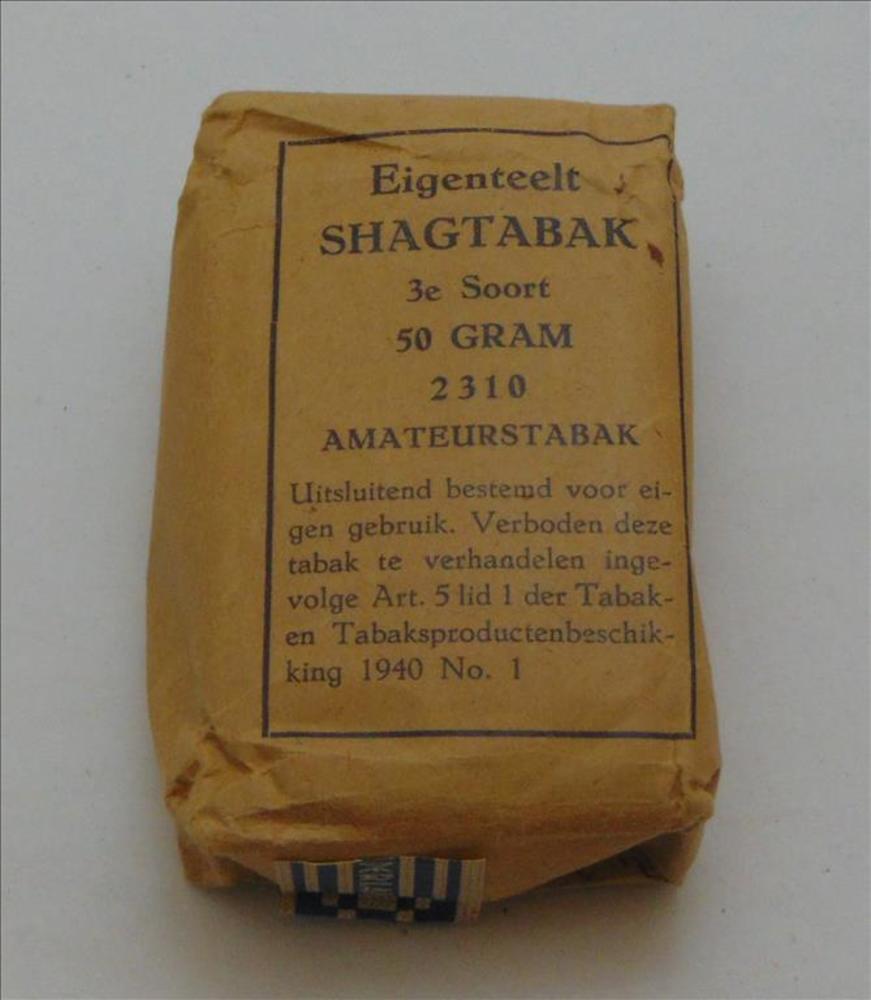 Eigenteelt
SHAGTABAK
3e Soort
50 GRAM
2310
AMATEURSTABAK
Uitsluitend bestemd voor ei-
gen gebruik. Verboden deze
tabak te verhandelen inge-
volge Art. 5 lid 1 der Tabak-
en Tabaksproductenbeschik-
king 1940 No. 1